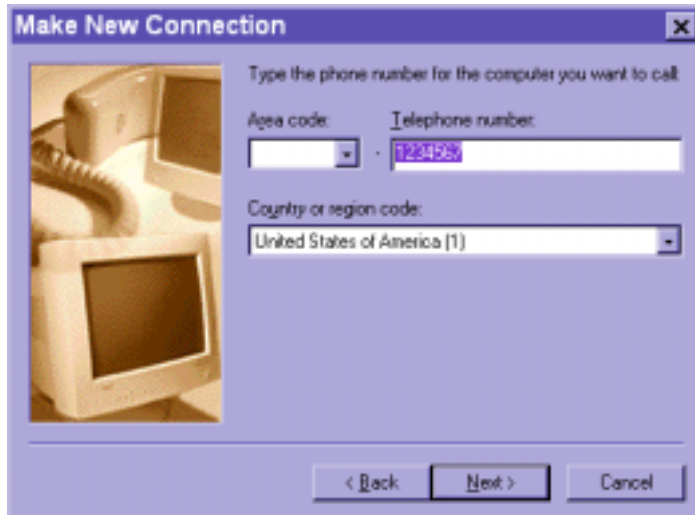 Make New Connection
Type the phone number for the computer you want to call:
Area code: Telephone number:
- 1234567
Country or region code:
United States of America (1)
< Back Next > Cancel